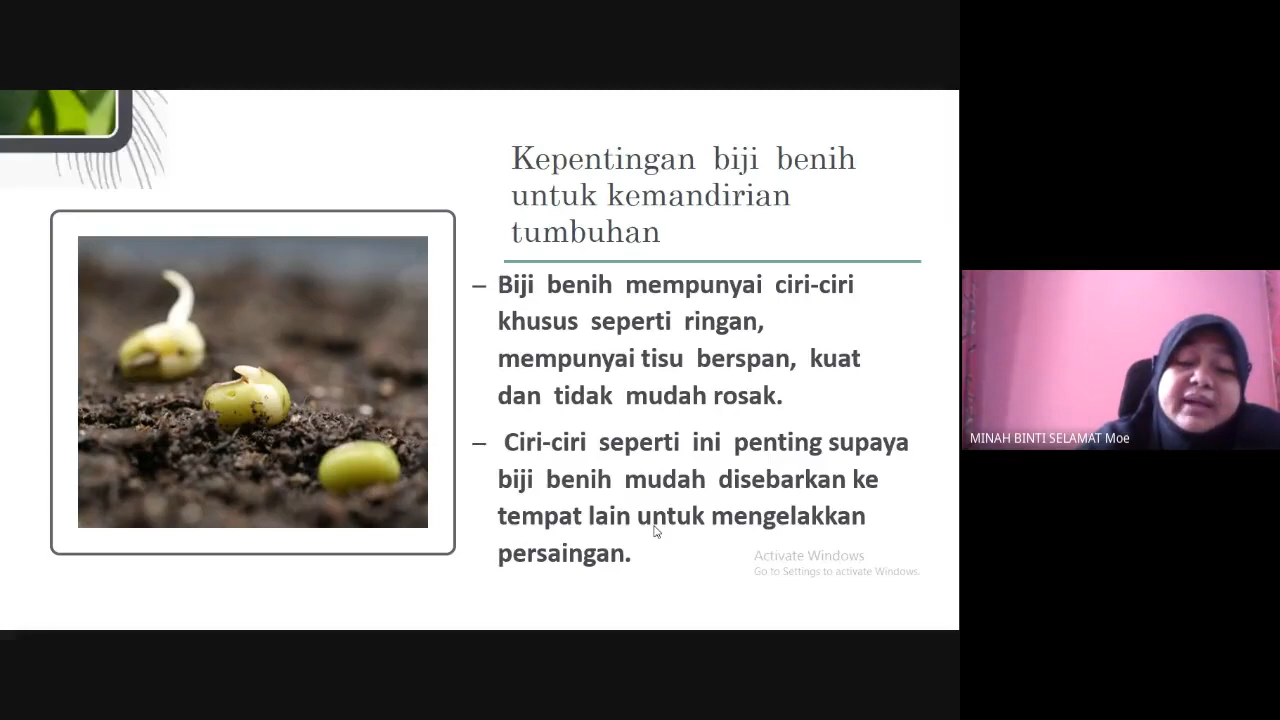 Kepentingan biji benih
untuk kemandirian
tumbuhan
– Biji benih mempunyai ciri-ciri
khusus seperti ringan,
mempunyai tisu berspan, kuat
dan tidak mudah rosak.
– Ciri-ciri seperti ini penting supaya
biji benih mudah disebarkan ke
tempat lain untuk mengelakkan
persaingan.
Activate Windows
Go to Settings to activate Windows.
MINAH BINTI SELAMAT Moe